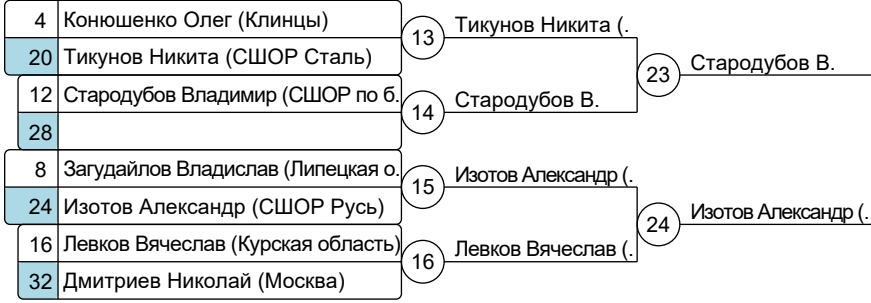 4 Конюшенко Олег (Клинцы)
20 Тикунов Никита (СШОР Сталь)
13 Тикунов Никита (.
12 Стародубов Владимир (СШОР по б.
28
14 Стародубов В.
23 Стародубов В.
8 Загудайлов Владислав (Липецкая о.
24 Изотов Александр (СШОР Русь)
15 Изотов Александр (.
16 Левков Вячеслав (Курская область)
32 Дмитриев Николай (Москва)
16 Левков Вячеслав (.
24 Изотов Александр (.